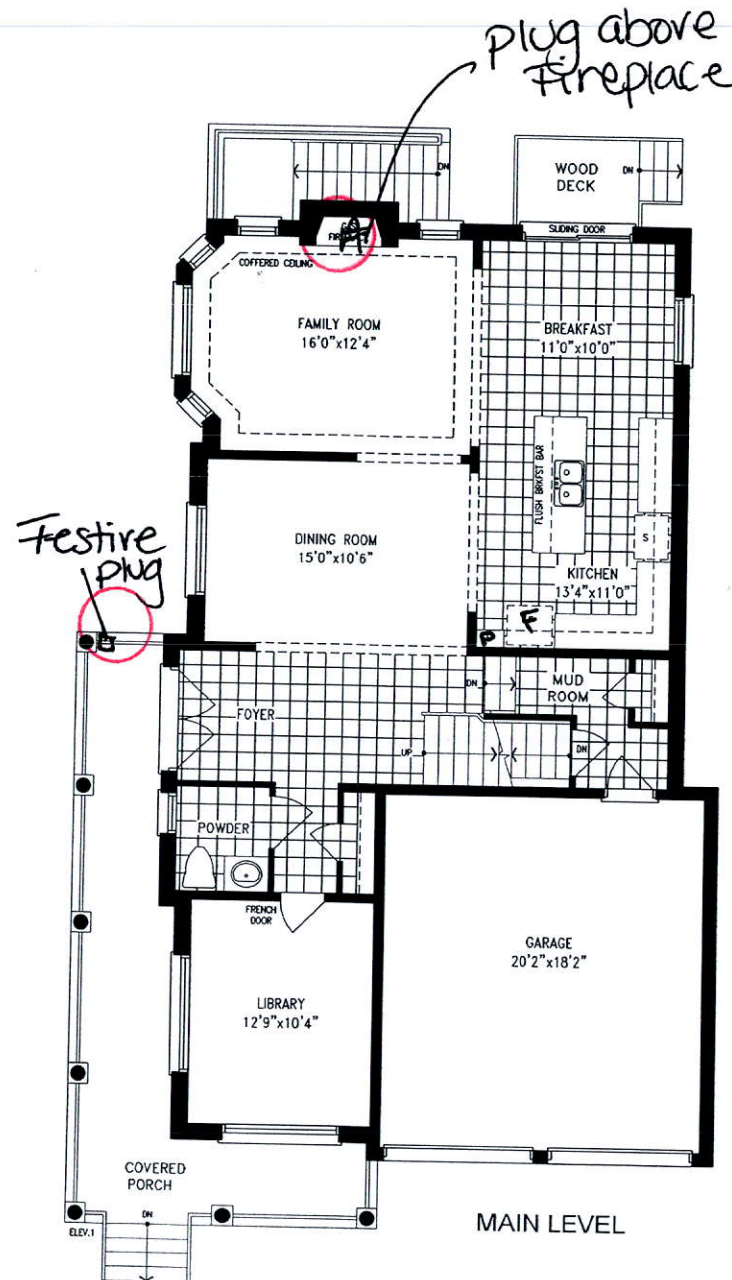 plug above
Fireplace
WOOD
DECK
DN
DN
SLIDING DOOR
COFFERED CEILING
FAMILY ROOM
16'0"x12'4"
BREAKFAST
11'0"x10'0"
FLUSH BRKFST BAR
DINING ROOM
15'0"x10'6"
S
KITCHEN
13'4"x11'0"
F
P
Festive
plug
DN
MUD
ROOM
FOYER
UP
DN
POWDER
FRENCH
DOOR
GARAGE
20'2"x18'2"
LIBRARY
12'9"x10'4"
COVERED
PORCH
DN
ELEV.1
MAIN LEVEL